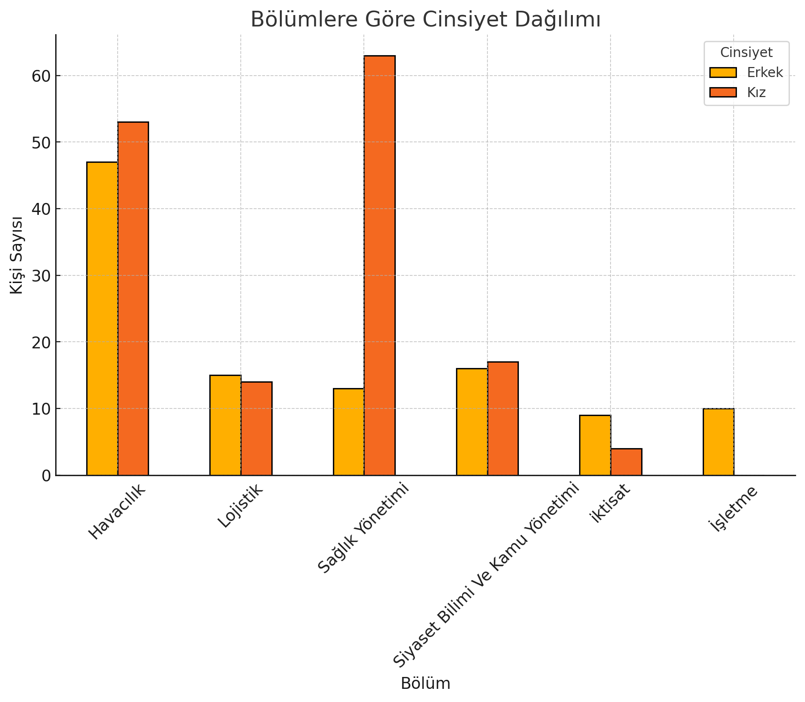 Bölümlere Göre Cinsiyet Dağılımı
Cinsiyet
Erkek
Kız
Kişi Sayısı
60
50
40
30
20
10
0
Havacılık
Lojistik
Sağlık Yönetimi
Siyaset Bilimi Ve Kamu Yönetimi
iktisat
İşletme
Bölüm